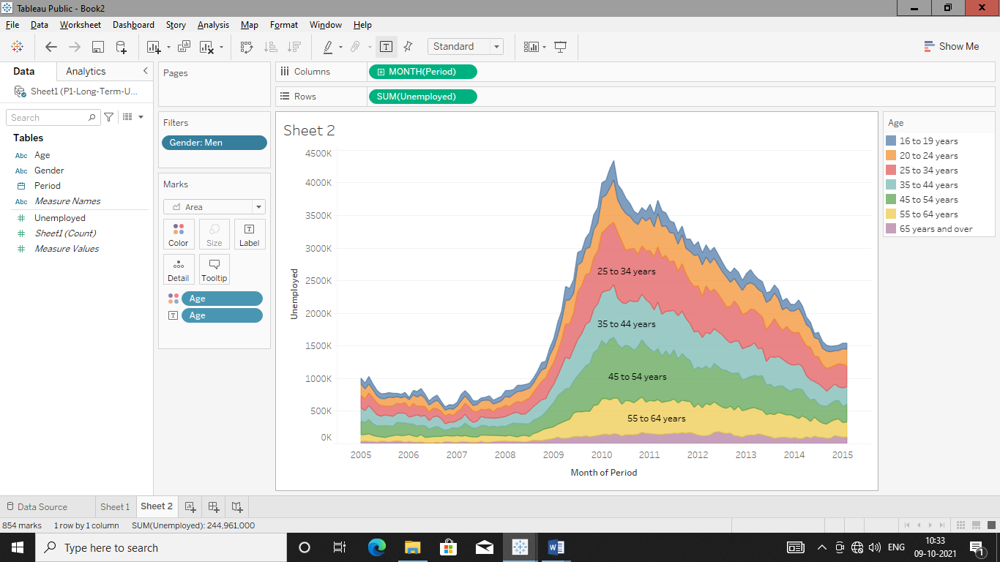 Tableau Public - Book2
File Data Worksheet Dashboard Story Analysis Map Format Window Help
Standard
Show Me
Data Analytics
Sheet1 (P1-Long-Term-U...
Search
Tables
Abc Age
Abc Gender
Period
Abc Measure Names
Unemployed
Sheet1 (Count)
Measure Values
Pages
Filters
Gender: Men
Marks
Area
Color Size Label
Detail Tooltip
Age
Age
Columns MONTH(Period)
Rows SUM(Unemployed)
Sheet 2
4500K
4000K
3500K
3000K
2500K
2000K
1500K
1000K
500K
0K
Unemployed
25 to 34 years
35 to 44 years
45 to 54 years
55 to 64 years
2005 2006 2007 2008 2009 2010 2011 2012 2013 2014 2015
Month of Period
Age
16 to 19 years
20 to 24 years
25 to 34 years
35 to 44 years
45 to 54 years
55 to 64 years
65 years and over
Data Source Sheet 1 Sheet 2
854 marks 1 row by 1 column SUM(Unemployed): 244,961,000
Type here to search
ENG
10:33
09-10-2021
1